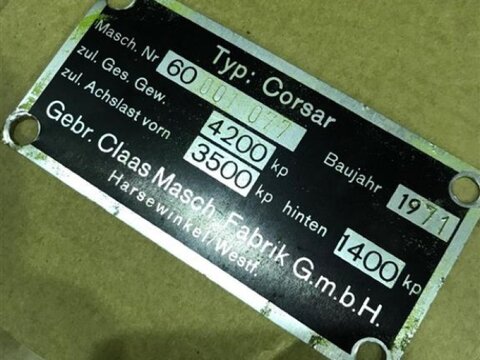 Typ: Corsar
Masch. Nr 60 001 077
zul. Ges. Gew. 4200 kp Baujahr 1971
zul. Achslast vorn 3500 kp hinten 1400 kp
Gebr. Claas Masch. Fabrik G.m.b.H.
Harsewinkel/Westf.